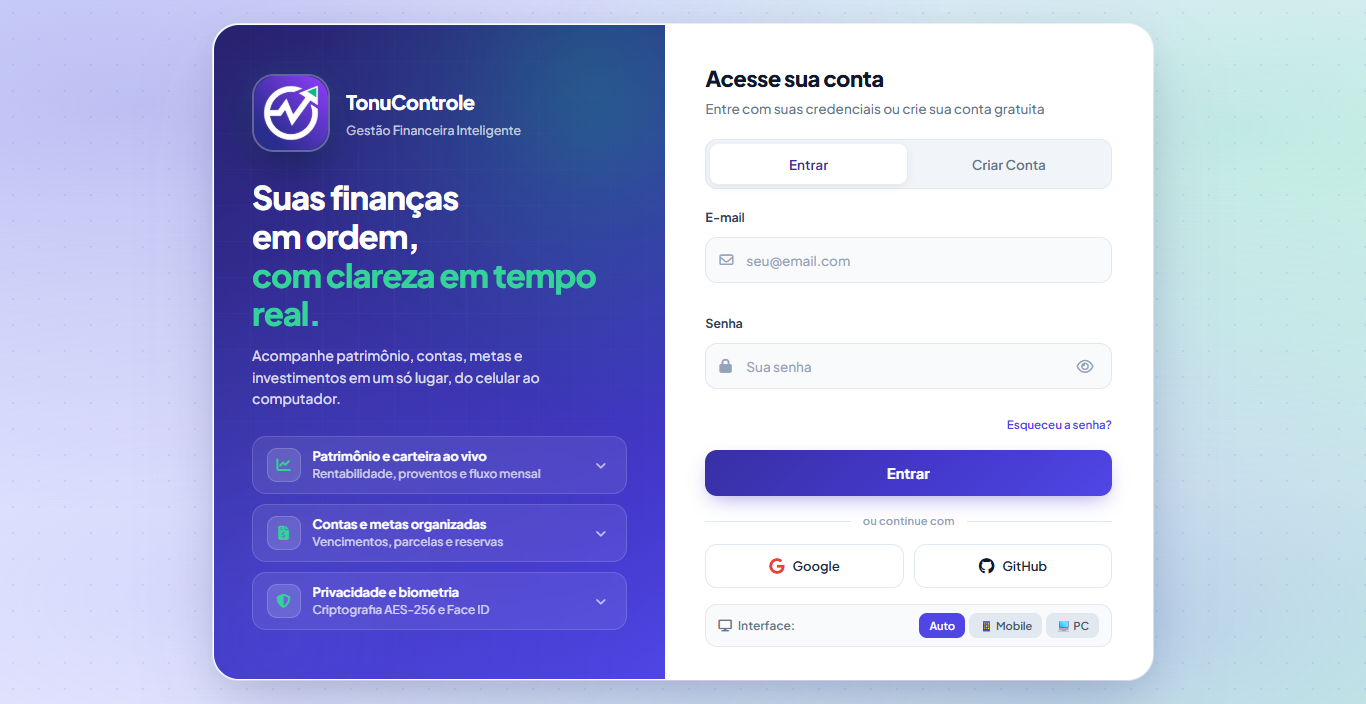 TonuControle
Gestão Financeira Inteligente
Suas finanças
em ordem,
com clareza em tempo
real.
Acompanhe patrimônio, contas, metas e
investimentos em um só lugar, do celular ao
computador.
Patrimônio e carteira ao vivo
Rentabilidade, proventos e fluxo mensal
Contas e metas organizadas
Vencimentos, parcelas e reservas
Privacidade e biometria
Criptografia AES-256 e Face ID
Acesse sua conta
Entre com suas credenciais ou crie sua conta gratuita
Entrar
Criar Conta
E-mail
seu@email.com
Senha
Sua senha
Esqueceu a senha?
Entrar
ou continue com
Google
GitHub
Interface:
Auto
Mobile
PC